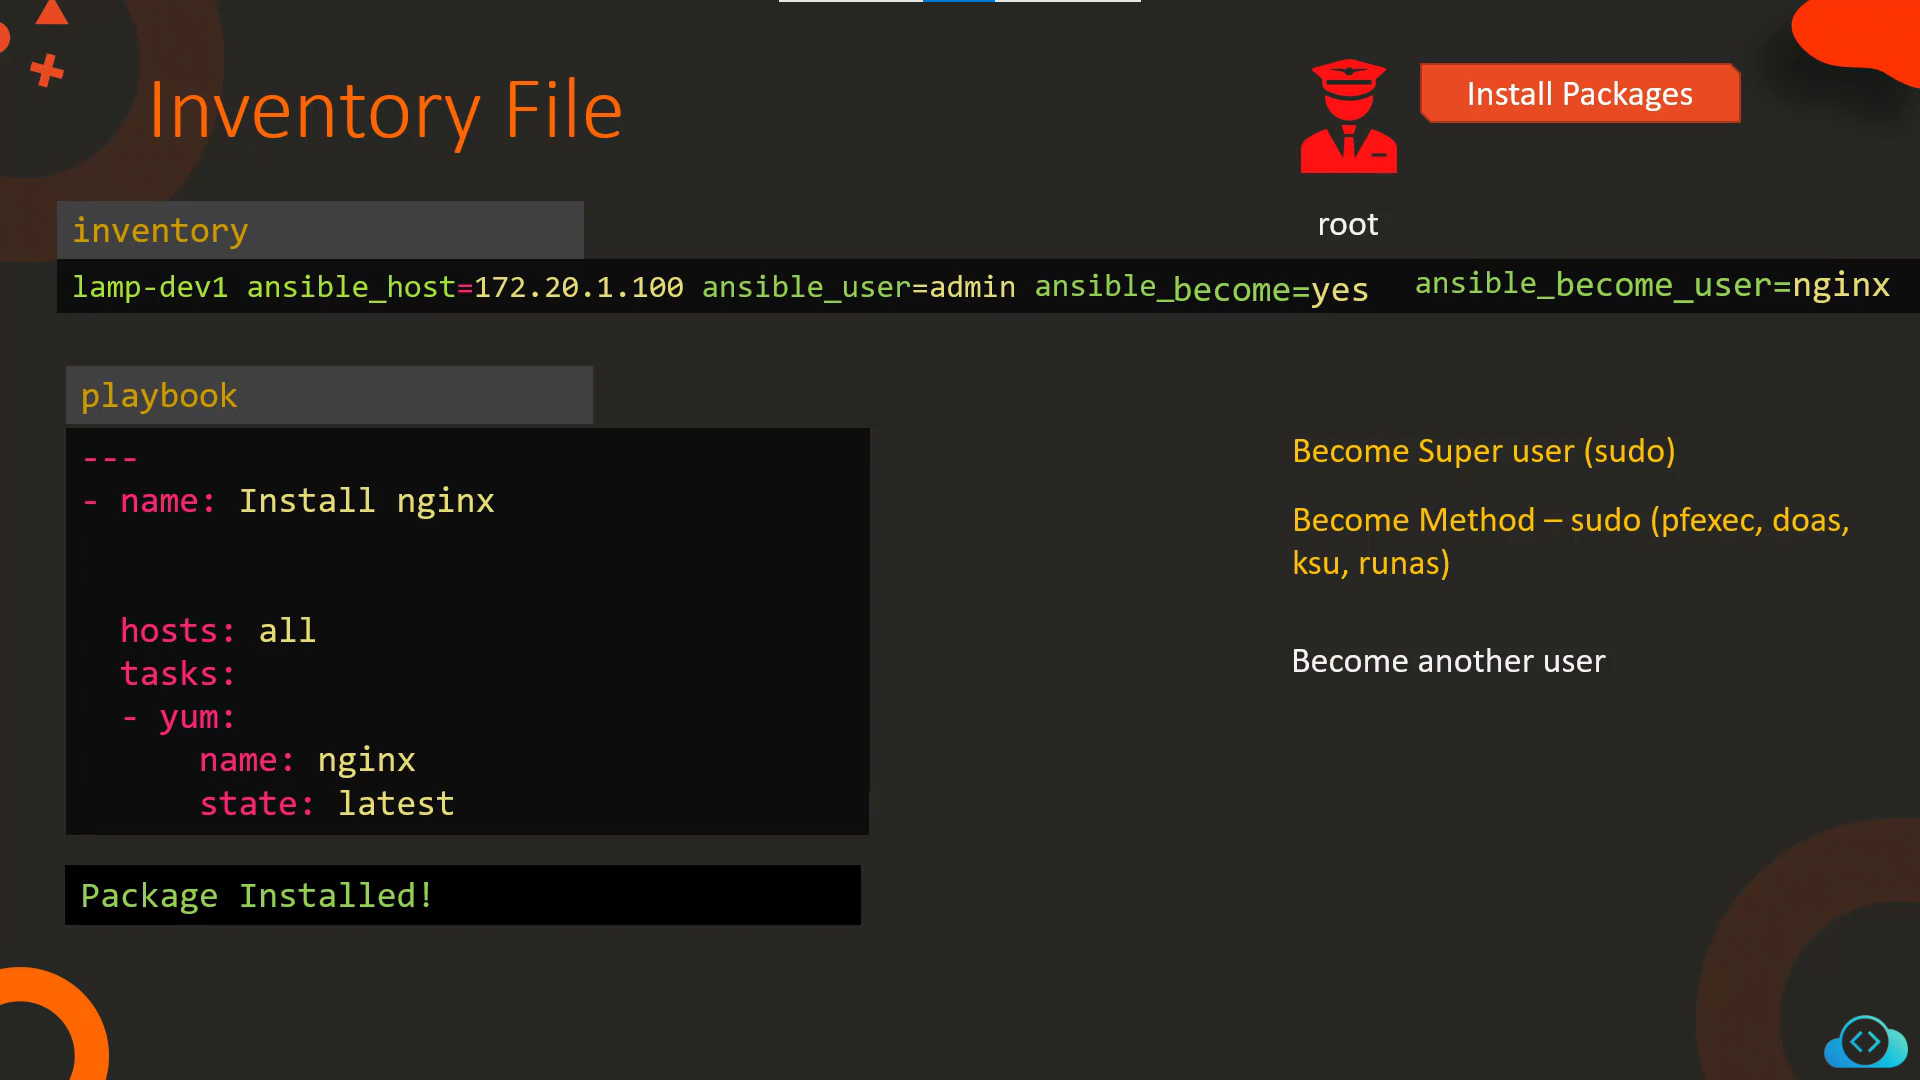 Inventory File
Install Packages
root
inventory
lamp-dev1 ansible_host=172.20.1.100 ansible_user=admin ansible_become=yes ansible_become_user=nginx
playbook
---
- name: Install nginx
hosts: all
tasks:
- yum:
name: nginx
state: latest
Package Installed!
Become Super user (sudo)
Become Method – sudo (pfexec, doas,
ksu, runas)
Become another user